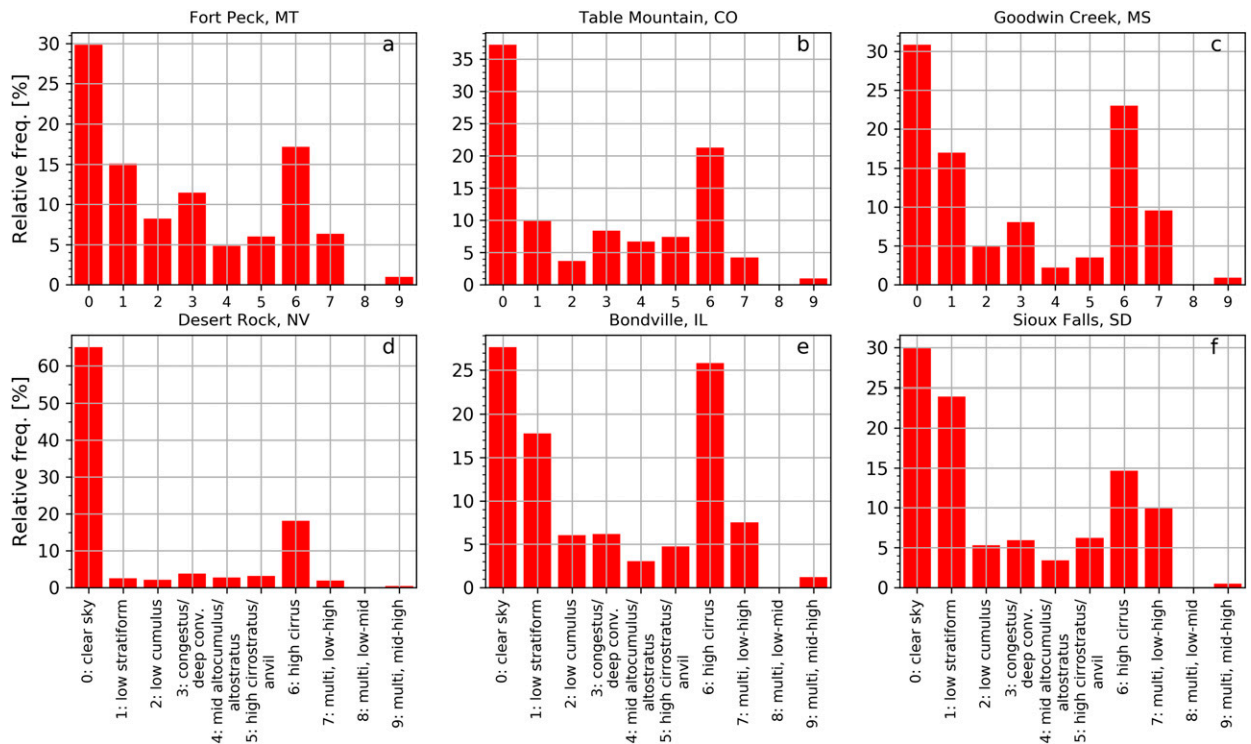 Fort Peck, MT
Table Mountain, CO
Goodwin Creek, MS
a
b
c
Relative freq. [%]
30
25
20
15
10
5
0
35
30
25
20
15
10
5
0
30
25
20
15
10
5
0
0 1 2 3 4 5 6 7 8 9
0 1 2 3 4 5 6 7 8 9
0 1 2 3 4 5 6 7 8 9
Desert Rock, NV
Bondville, IL
Sioux Falls, SD
d
e
f
Relative freq. [%]
60
50
40
30
20
10
0
25
20
15
10
5
0
30
25
20
15
10
5
0
0: clear sky
1: low stratiform
2: low cumulus
3: congestus/
deep conv.
4: mid altocumulus/
altostratus
5: high cirrostratus/
anvil
6: high cirrus
7: multi, low-high
8: multi, low-mid
9: multi, mid-high
0: clear sky
1: low stratiform
2: low cumulus
3: congestus/
deep conv.
4: mid altocumulus/
altostratus
5: high cirrostratus/
anvil
6: high cirrus
7: multi, low-high
8: multi, low-mid
9: multi, mid-high
0: clear sky
1: low stratiform
2: low cumulus
3: congestus/
deep conv.
4: mid altocumulus/
altostratus
5: high cirrostratus/
anvil
6: high cirrus
7: multi, low-high
8: multi, low-mid
9: multi, mid-high